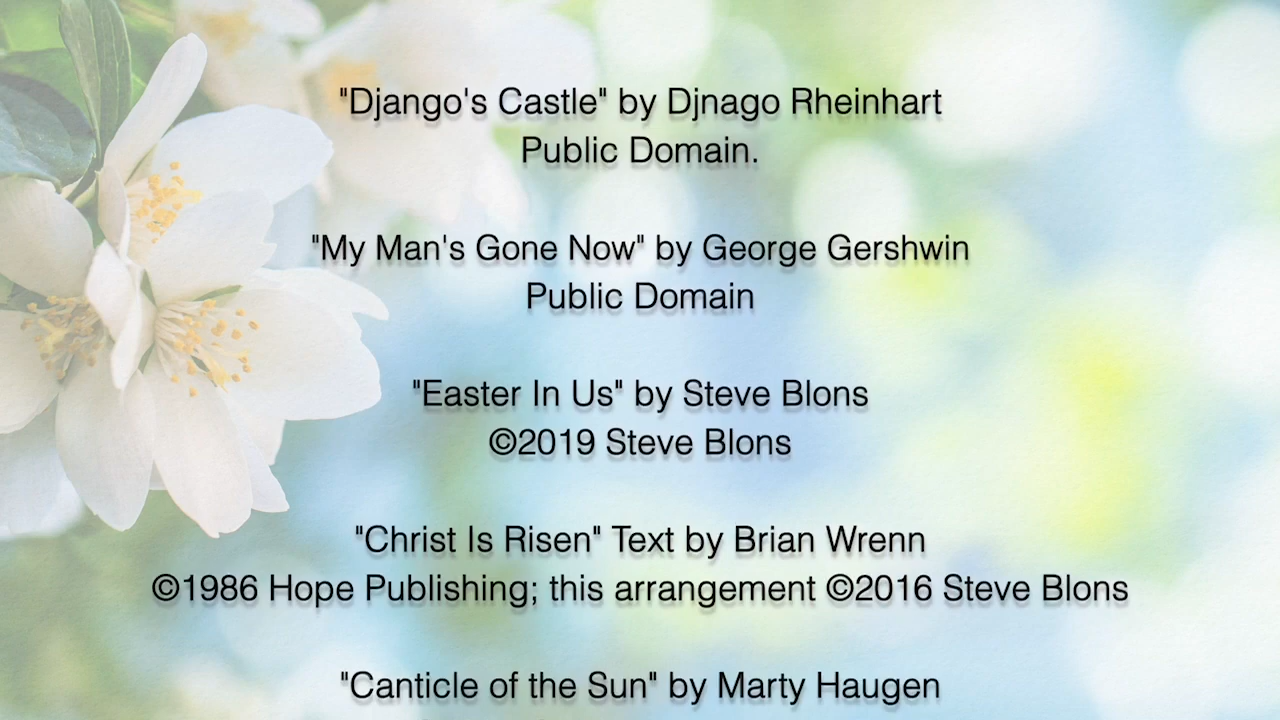 "Django's Castle" by Djnago Rheinhart
Public Domain.
"My Man's Gone Now" by George Gershwin
Public Domain
"Easter In Us" by Steve Blons
©2019 Steve Blons
"Christ Is Risen" Text by Brian Wrenn
©1986 Hope Publishing; this arrangement ©2016 Steve Blons
"Canticle of the Sun" by Marty Haugen